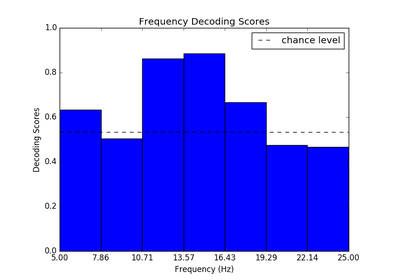 Frequency Decoding Scores
chance level
1.0
0.8
0.6
0.4
0.2
0.0
Decoding Scores
5.00 7.86 10.71 13.57 16.43 19.29 22.14 25.00
Frequency (Hz)